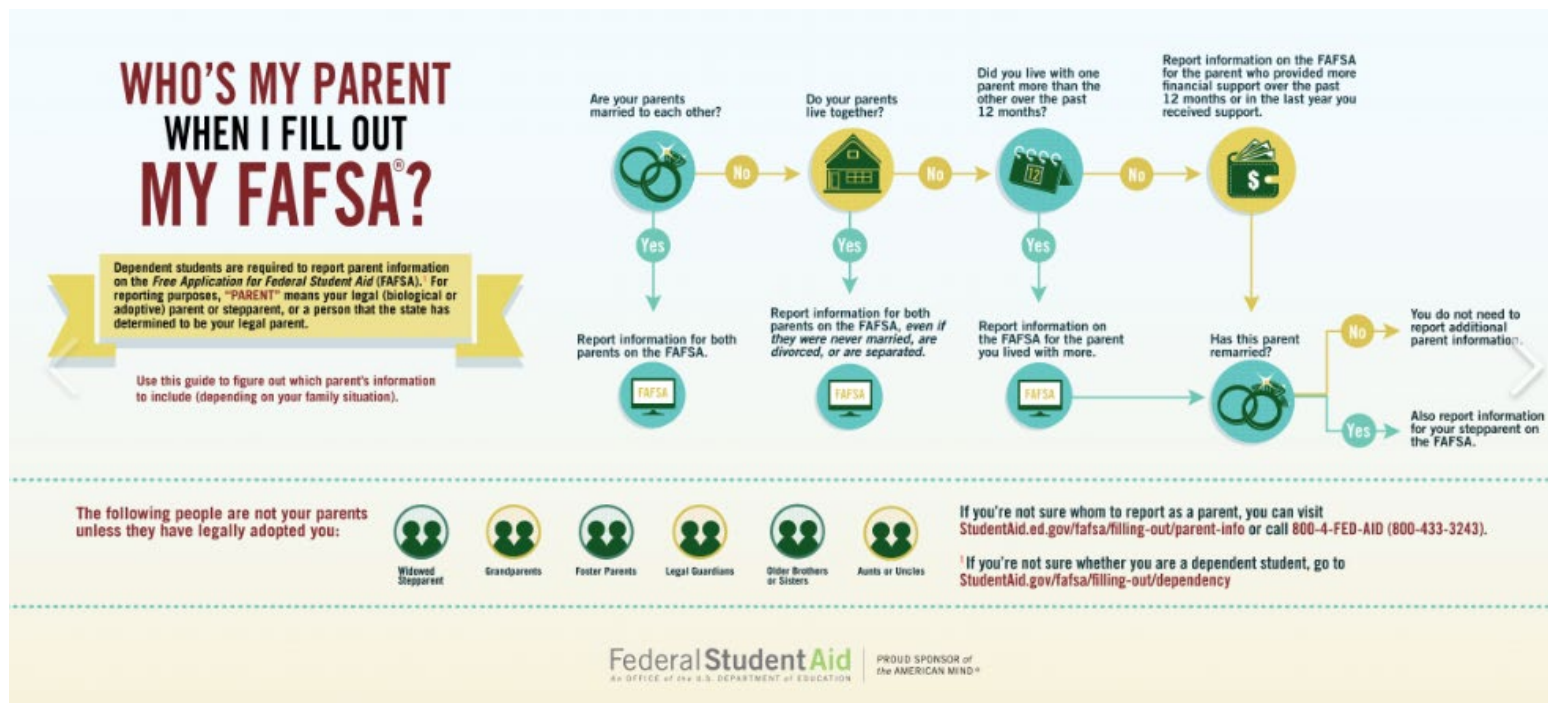 WHO'S MY PARENT
WHEN I FILL OUT
MY FAFSA®?
Dependent students are required to report parent information
on the Free Application for Federal Student Aid (FAFSA).¹ For
reporting purposes, "PARENT" means your legal (biological or
adoptive) parent or stepparent, or a person that the state has
determined to be your legal parent.
Use this guide to figure out which parent's information
to include (depending on your family situation).
Are your parents
married to each other?
No
Do your parents
live together?
No
Did you live with one
parent more than the
other over the past
12 months?
12
No
Report information on the FAFSA
for the parent who provided more
financial support over the past
12 months or in the last year you
received support.
$
Yes
Yes
Yes
Report information for both
parents on the FAFSA.
FAFSA
Report information for both
parents on the FAFSA, even if
they were never married, are
divorced, or are separated.
FAFSA
Report information on
the FAFSA for the parent
you lived with more.
FAFSA
Has this parent
remarried?
No
You do not need to
report additional
parent information.
Yes
Also report information
for your stepparent on
the FAFSA.
The following people are not your parents
unless they have legally adopted you:
Widowed
Stepparent
Grandparents
Foster Parents
Legal Guardians
Older Brothers
or Sisters
Aunts or Uncles
If you're not sure whom to report as a parent, you can visit
StudentAid.ed.gov/fafsa/filling-out/parent-info or call 800-4-FED-AID (800-433-3243).
¹ If you're not sure whether you are a dependent student, go to
StudentAid.gov/fafsa/filling-out/dependency
Federal Student Aid
An OFFICE of the U.S. DEPARTMENT of EDUCATION
PROUD SPONSOR of
the AMERICAN MIND®